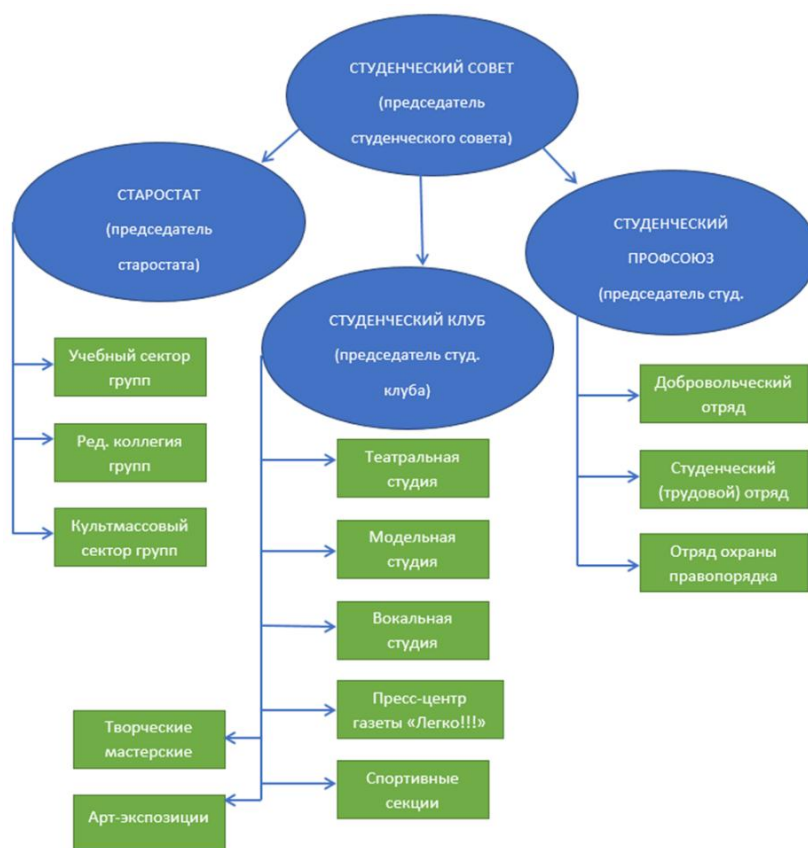 СТУДЕНЧЕСКИЙ СОВЕТ
(председатель
студенческого совета)
СТАРОСТАТ
(председатель
старостата)
СТУДЕНЧЕСКИЙ
ПРОФСОЮЗ
(председатель студ.
СТУДЕНЧЕСКИЙ КЛУБ
(председатель студ.
клуба)
Учебный сектор
групп
Ред. коллегия
групп
Культмассовый
сектор групп
Театральная
студия
Модельная
студия
Вокальная
студия
Пресс-центр
газеты «Легко!!!»
Спортивные
секции
Творческие
мастерские
Арт-экспозиции
Добровольческий
отряд
Студенческий
(трудовой) отряд
Отряд охраны
правопорядка